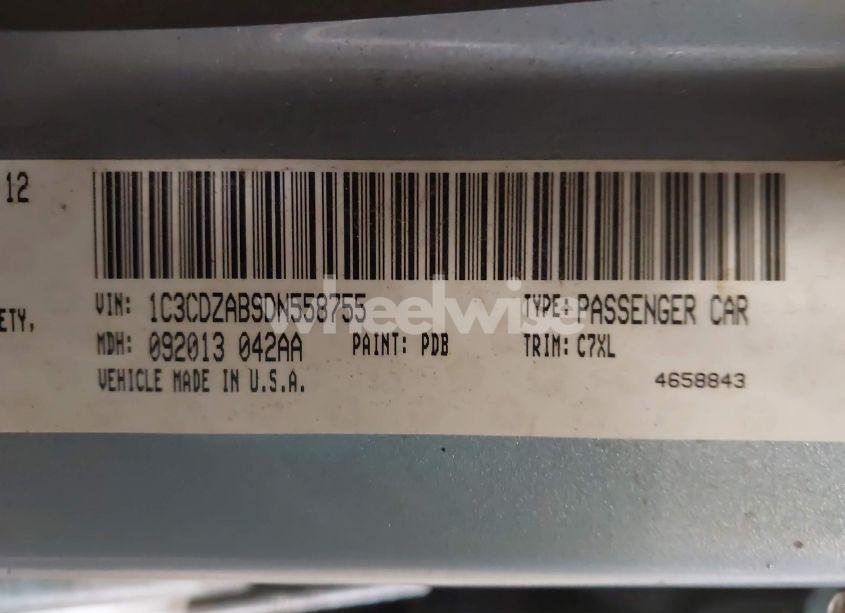 12
VIN: 1C3CDZABSDN558755 TYPE: PASSENGER CAR
ETY,
MDH: 092013 042AA PAINT: PDB TRIM: C7XL
VEHICLE MADE IN U.S.A. 4658843
wheelwise